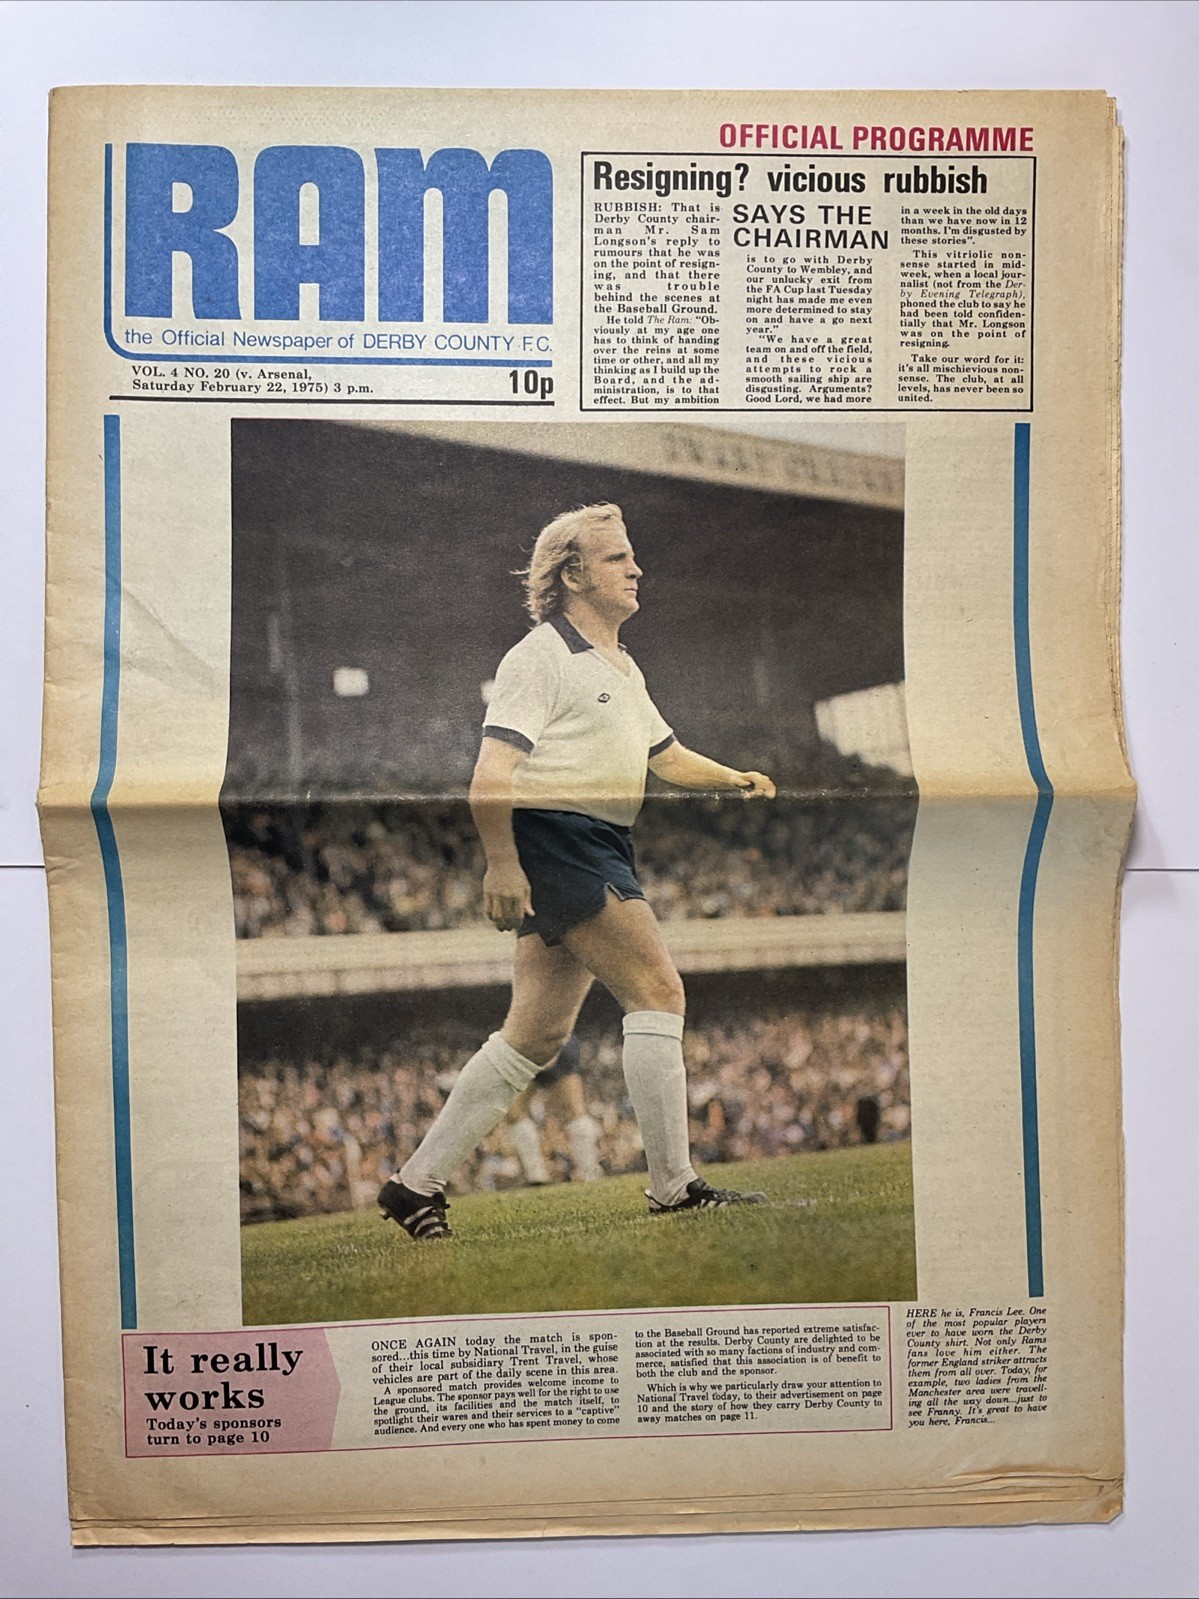 OFFICIAL PROGRAMME
RAM
the Official Newspaper of DERBY COUNTY F.C.
VOL. 4 NO. 20 (v. Arsenal,
Saturday February 22, 1975) 3 p.m.
10p
Resigning? vicious rubbish
SAYS THE
CHAIRMAN
RUBBISH: That is
Derby County chair-
man Mr. Sam
Longson's reply to
rumours that he was
on the point of resign-
ing, and that there
was trouble
behind the scenes at
the Baseball Ground.
He told The Ram: "Ob-
viously at my age one
has to think of handing
over the reins at some
time or other, and all my
thinking as I build up the
Board, and the ad-
ministration, is to that
effect. But my ambition
is to go with Derby
County to Wembley, and
our unlucky exit from
the FA Cup last Tuesday
night has made me even
more determined to stay
on and have a go next
year."
"We have a great
team on and off the field,
and these vicious
attempts to rock a
smooth sailing ship are
disgusting. Arguments?
Good Lord, we had more
in a week in the old days
than we have now in 12
months. I'm disgusted by
these stories".
This vitriolic non-
sense started in mid-
week, when a local jour-
nalist (not from the Der-
by Evening Telegraph),
phoned the club to say he
had been told confiden-
tially that Mr. Longson
was on the point of
resigning.
Take our word for it:
it's all mischievious non-
sense. The club, at all
levels, has never been so
united.
It really
works
Today's sponsors
turn to page 10
ONCE AGAIN today the match is spon-
sored...this time by National Travel, in the guise
of their local subsidiary Trent Travel, whose
vehicles are part of the daily scene in this area.
A sponsored match provides welcome income to
League clubs. The sponsor pays well for the right to use
the ground, its facilities and the match itself, to
spotlight their wares and their services to a "captive"
audience. And every one who has spent money to come
to the Baseball Ground has reported extreme satisfac-
tion at the results. Derby County are delighted to be
associated with so many factions of industry and com-
merce, satisfied that this association is of benefit to
both the club and the sponsor.
Which is why we particularly draw your attention to
National Travel today, to their advertisement on page
10 and the story of how they carry Derby County to
away matches on page 11.
HERE he is, Francis Lee. One
of the most popular players
ever to have worn the Derby
County shirt. Not only Rams
fans love him either. The
former England striker attracts
them from all over. Today, for
example, two ladies from the
Manchester area were travell-
ing all the way down...just to
see Franny. It's great to have
you here, Francis...